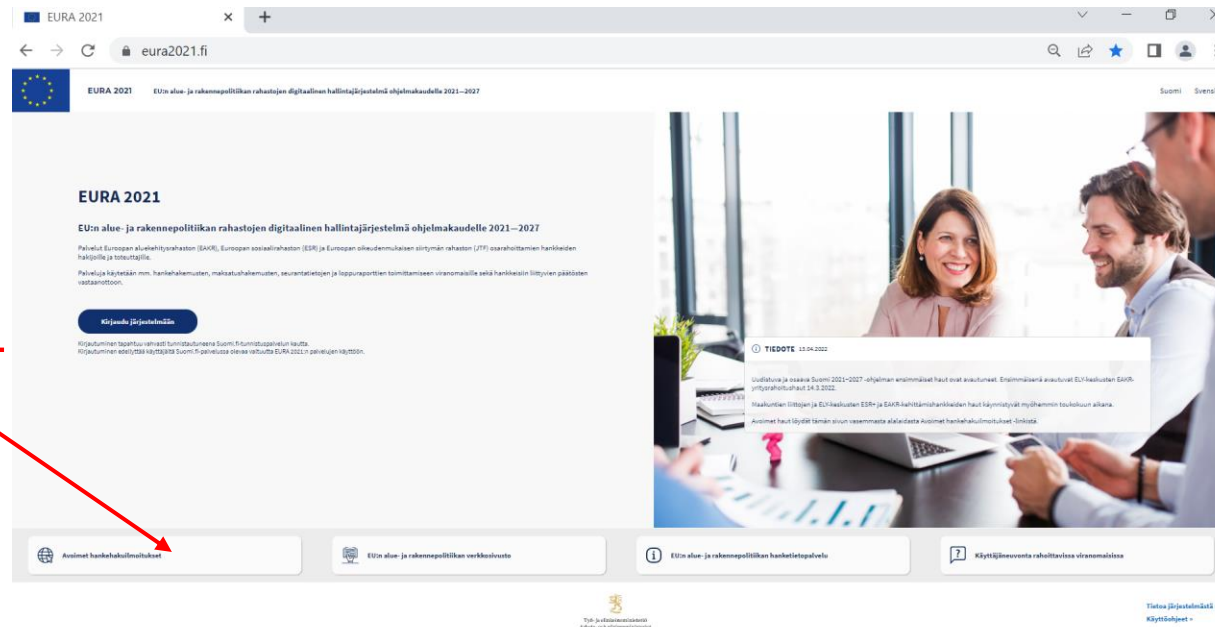 EURA 2021
eura2021.fi
EURA 2021 EU:n alue- ja rakennepolitiikan rahastojen digitaalinen hallintajärjestelmä ohjelmakaudelle 2021—2027
Suomi Svensk
EURA 2021
EU:n alue- ja rakennepolitiikan rahastojen digitaalinen hallintajärjestelmä ohjelmakaudelle 2021—2027
Palvelut Euroopan aluekehitysrahaston (EAKR), Euroopan sosiaalirahaston (ESR) ja Euroopan oikeudenmukaisen siirtymän rahaston (JTF) osarahoittamien hankkeiden
hakijoille ja toteuttajille.
Palveluja käytetään mm. hankehakemusten, maksatushakemusten, seurantatietojen ja loppuraporttien toimittamiseen viranomaisille sekä hankkeisiin liittyvien päätösten
vastaanottoon.
Kirjaudu järjestelmään
Kirjautuminen tapahtuu vahvasti tunnistautuneena Suomi.fi-tunnistuspalvelun kautta.
Kirjautuminen edellyttää käyttäjältä Suomi.fi-palvelussa olevaa valtuutta EURA 2021:n palvelujen käyttöön.
TIEDOTE 13.04.2022
Uudistuva ja osaava Suomi 2021–2027 -ohjelman ensimmäiset haut ovat avautuneet. Ensimmäisenä avautuvat ELY-keskusten EAKR-
yritysrahoitushaut 14.3.2022.
Maakuntien liittojen ja ELY-keskusten ESR+ ja EAKR-kehittämishankkeiden haut käynnistyvät myöhemmin toukokuun aikana.
Avoimet haut löydät tämän sivun vasemmasta alalaidasta Avoimet hankehakuilmoitukset -linkistä.
Avoimet hankehakuilmoitukset
EU:n alue- ja rakennepolitiikan verkkosivusto
EU:n alue- ja rakennepolitiikan hanketietopalvelu
Käyttäjäneuvonta rahoittavissa viranomaisissa
Työ- ja elinkeinoministeriö
Tietoa järjestelmästä
Käyttöohjeet »